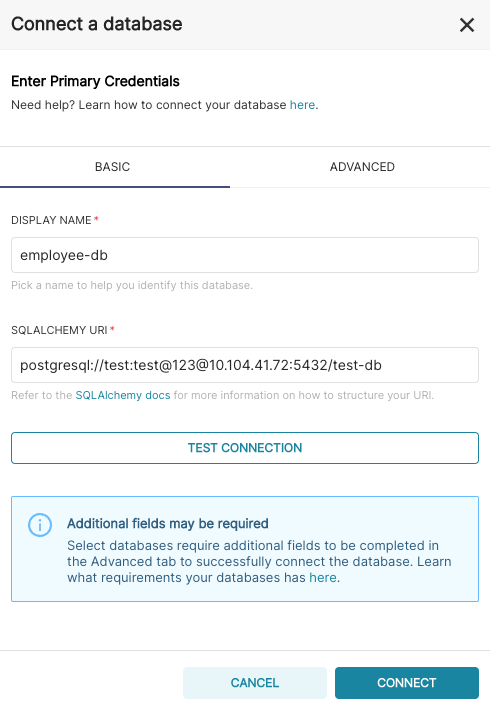 Connect a database
Enter Primary Credentials
Need help? Learn how to connect your database here.
BASIC
ADVANCED
DISPLAY NAME *
employee-db
Pick a name to help you identify this database.
SQLALCHEMY URI *
postgresql://test:test@123@10.104.41.72:5432/test-db
Refer to the SQLAlchemy docs for more information on how to structure your URI.
TEST CONNECTION
Additional fields may be required
Select databases require additional fields to be completed in
the Advanced tab to successfully connect the database. Learn
what requirements your databases has here.
CANCEL
CONNECT